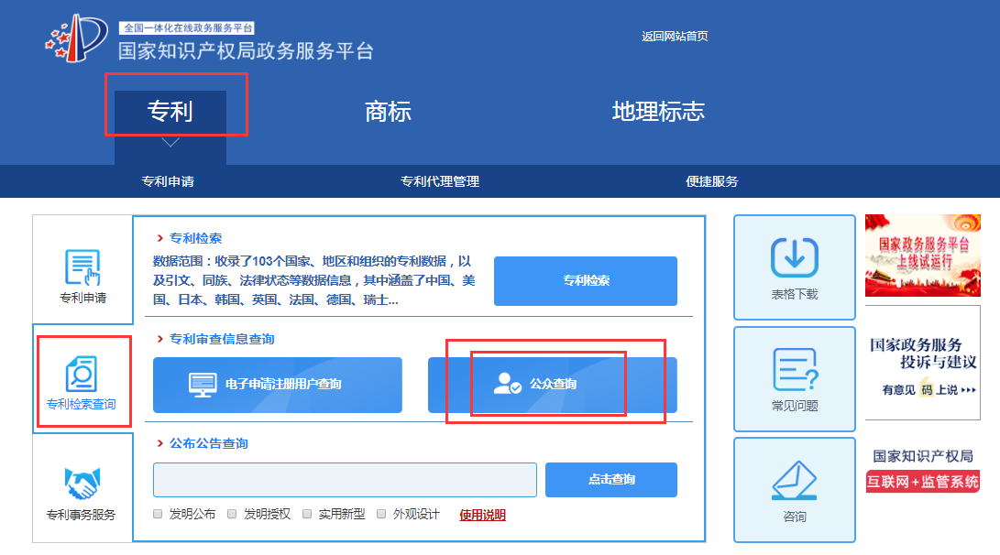 全国一体化在线政务服务平台
国家知识产权局政务服务平台
返回网站首页
专利
商标
地理标志
专利申请
专利代理管理
便捷服务
专利申请
专利检索查询
专利事务服务
专利检索
数据范围：收录了103个国家、地区和组织的专利数据，以
及引文、同族、法律状态等数据信息，其中涵盖了中国、美
国、日本、韩国、英国、法国、德国、瑞士...
专利检索
专利审查信息查询
电子申请注册用户查询
公众查询
公布公告查询
点击查询
发明公布
发明授权
实用新型
外观设计
使用说明
表格下载
常见问题
咨询
国家政务服务平台
上线试运行
国家政务服务
投诉与建议
有意见 码 上说
国家知识产权局
互联网+监管系统